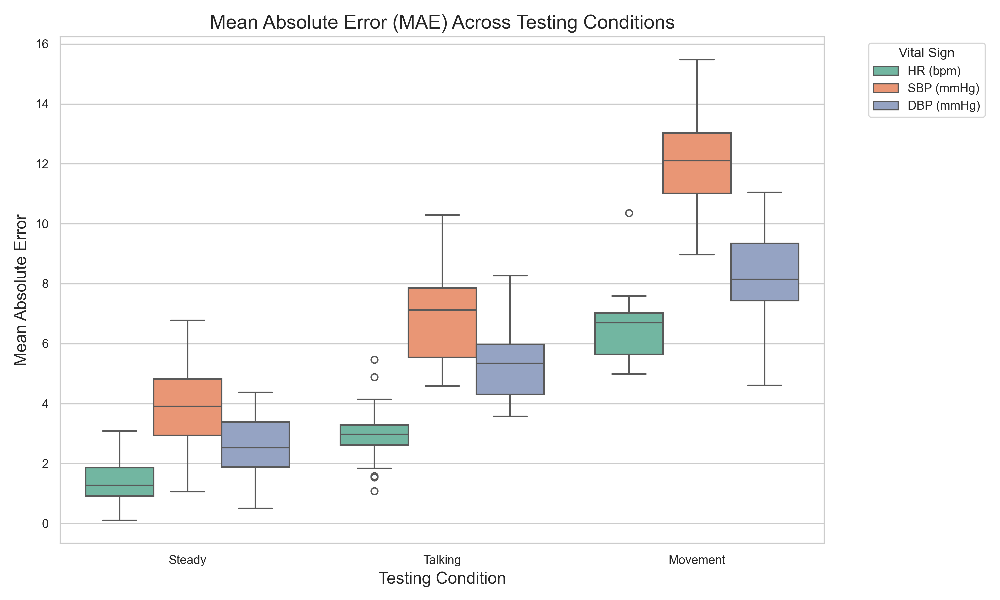 Mean Absolute Error (MAE) Across Testing Conditions
Mean Absolute Error
16
14
12
10
8
6
4
2
0
Steady
Talking
Movement
Testing Condition
Vital Sign
HR (bpm)
SBP (mmHg)
DBP (mmHg)